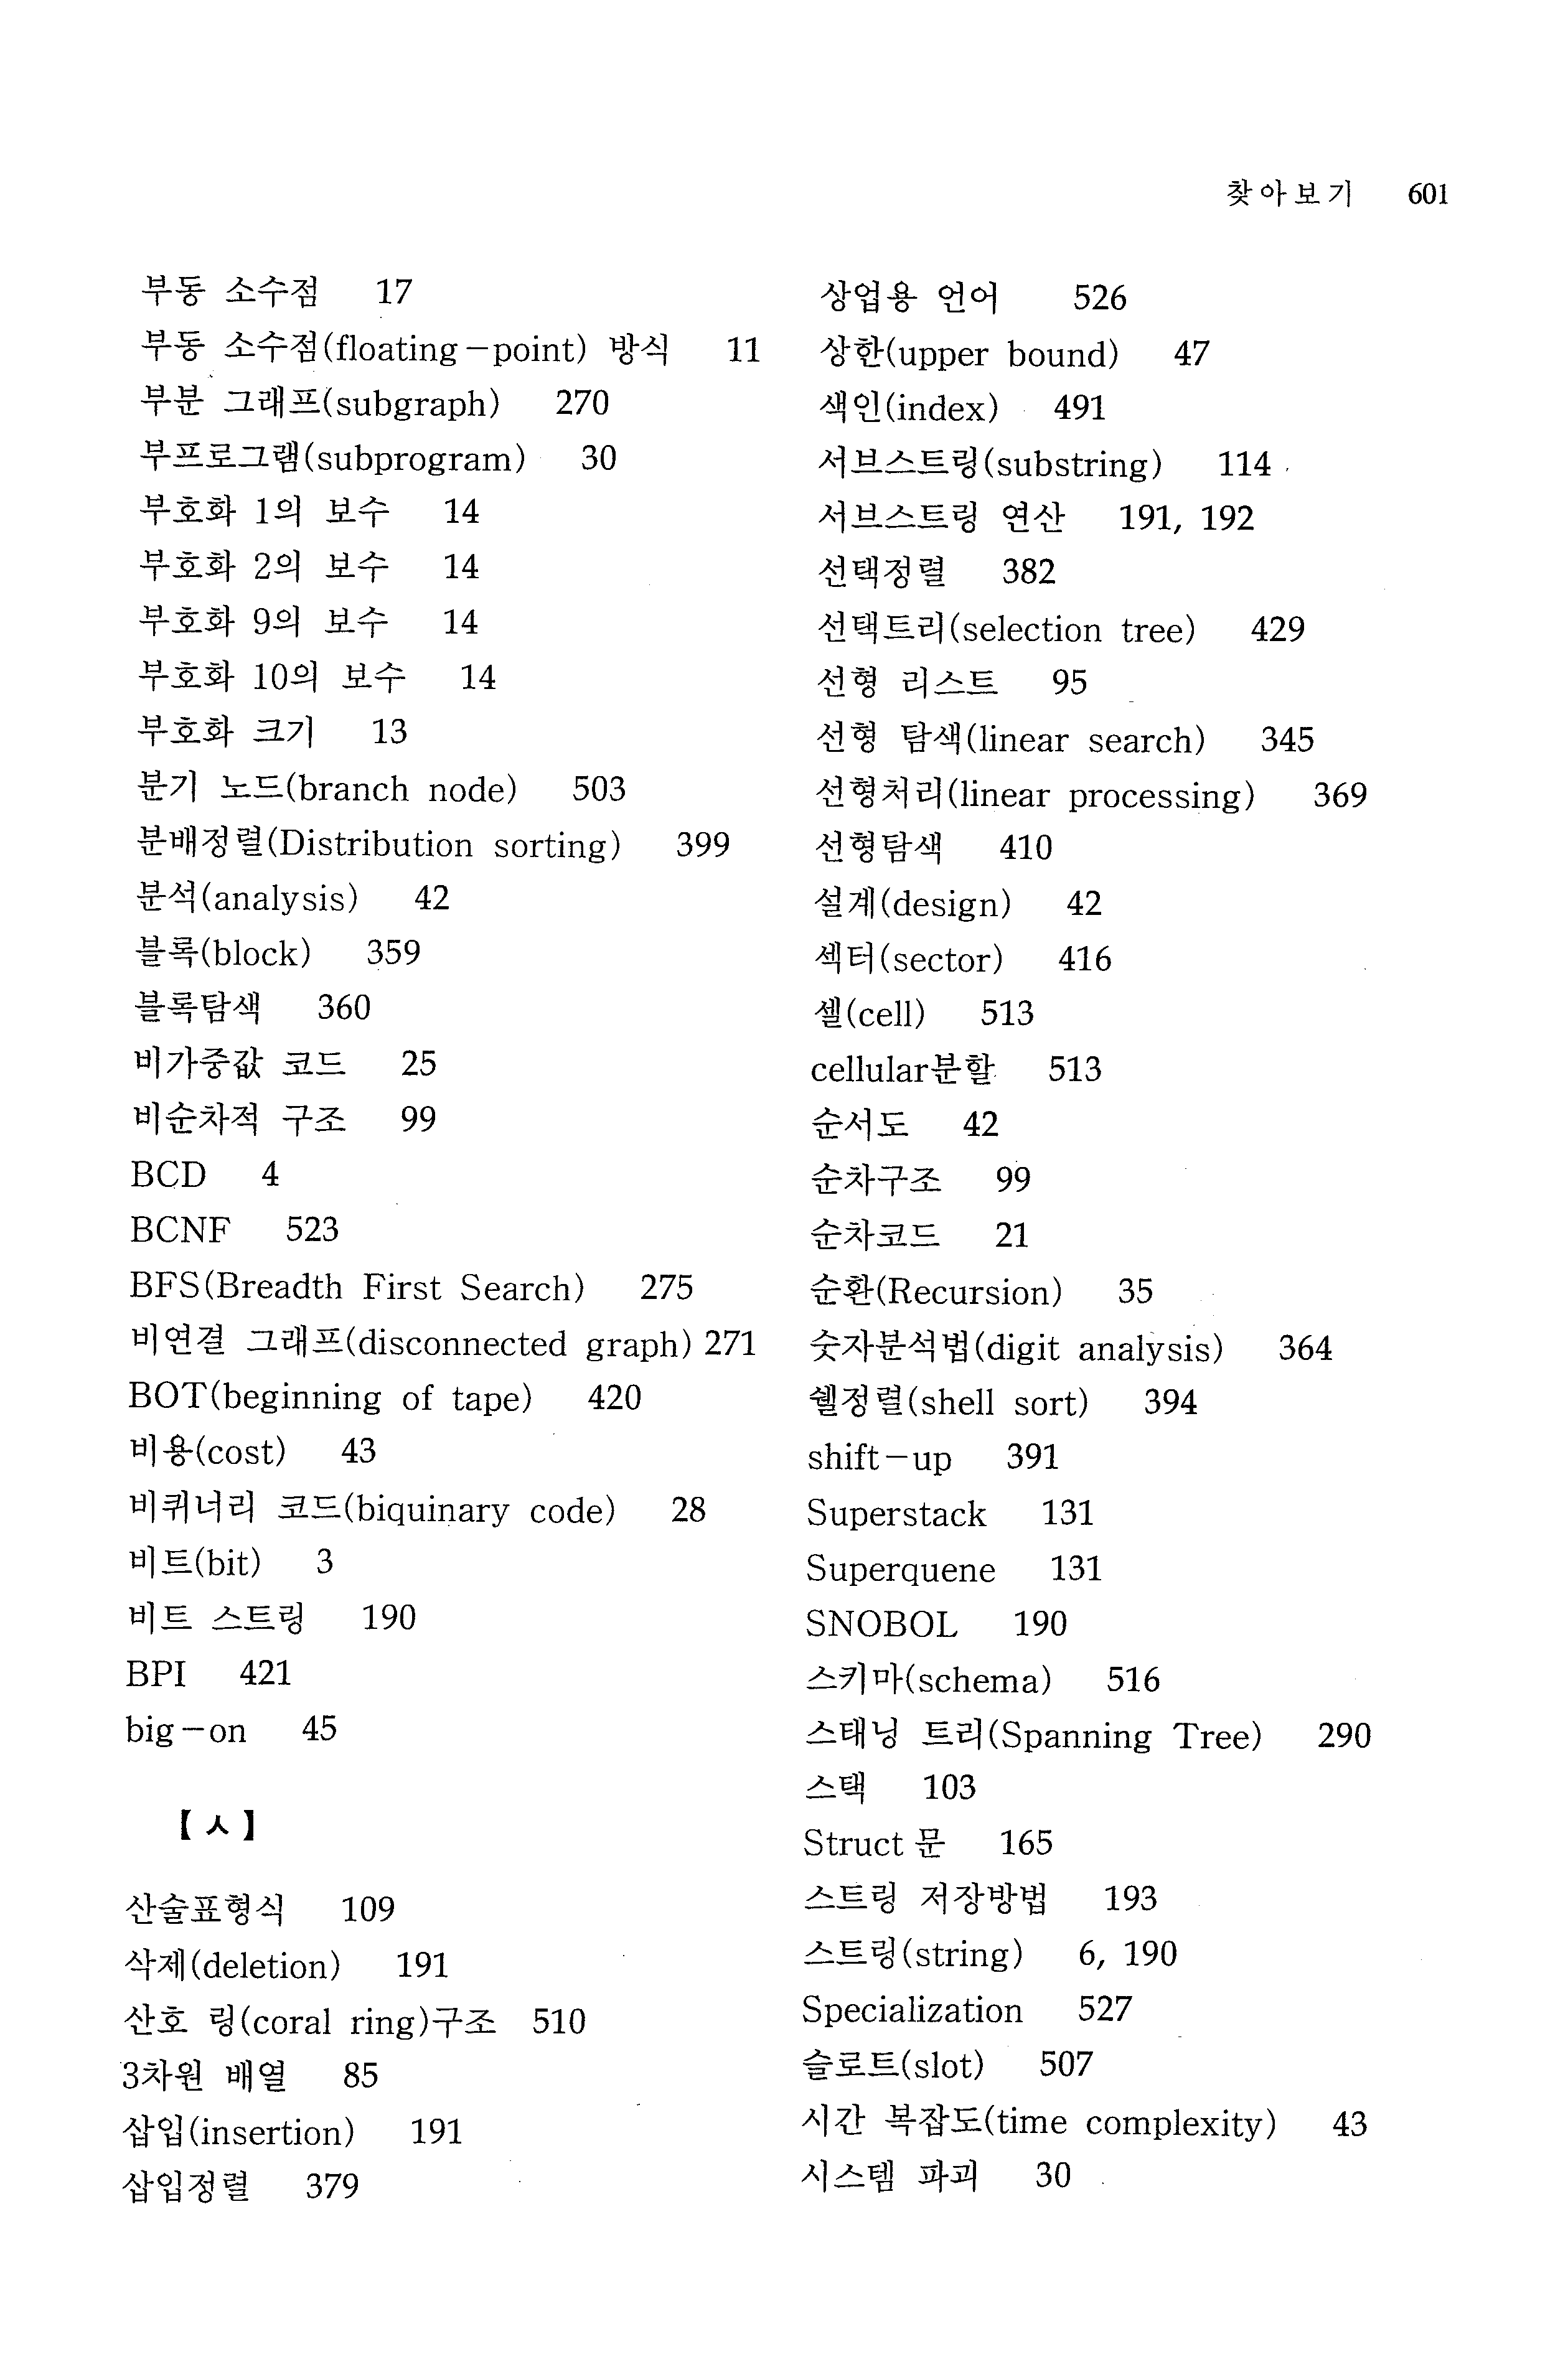 찾아보기 601
부동 소수점 17
부동 소수점(floating-point) 방식 11
부분 그래프(subgraph) 270
부프로그램(subprogram) 30
부호화 1의 보수 14
부호화 2의 보수 14
부호화 9의 보수 14
부호화 10의 보수 14
부호화 크기 13
분기 노드(branch node) 503
분배정렬(Distribution sorting) 399
분석(analysis) 42
블록(block) 359
블록탐색 360
비가중값 코드 25
비순차적 구조 99
BCD 4
BCNF 523
BFS(Breadth First Search) 275
비연결 그래프(disconnected graph) 271
BOT(beginning of tape) 420
비용(cost) 43
비퀴너리 코드(biquinary code) 28
비트(bit) 3
비트 스트링 190
BPI 421
big-on 45
【ㅅ】
산술표형식 109
삭제(deletion) 191
산호 링(coral ring)구조 510
3차원 배열 85
삽입(insertion) 191
삽입정렬 379
상업용 언어 526
상한(upper bound) 47
색인(index) 491
서브스트링(substring) 114
서브스트링 연산 191, 192
선택정렬 382
선택트리(selection tree) 429
선형 리스트 95
선형 탐색(linear search) 345
선형처리(linear processing) 369
선형탐색 410
설계(design) 42
섹터(sector) 416
셀(cell) 513
cellular분할 513
순서도 42
순차구조 99
순차코드 21
순환(Recursion) 35
숫자분석법(digit analysis) 364
쉘정렬(shell sort) 394
shift-up 391
Superstack 131
Superquene 131
SNOBOL 190
스키마(schema) 516
스태닝 트리(Spanning Tree) 290
스택 103
Struct문 165
스트링 저장방법 193
스트링(string) 6, 190
Specialization 527
슬로트(slot) 507
시간 복잡도(time complexity) 43
시스템 파괴 30